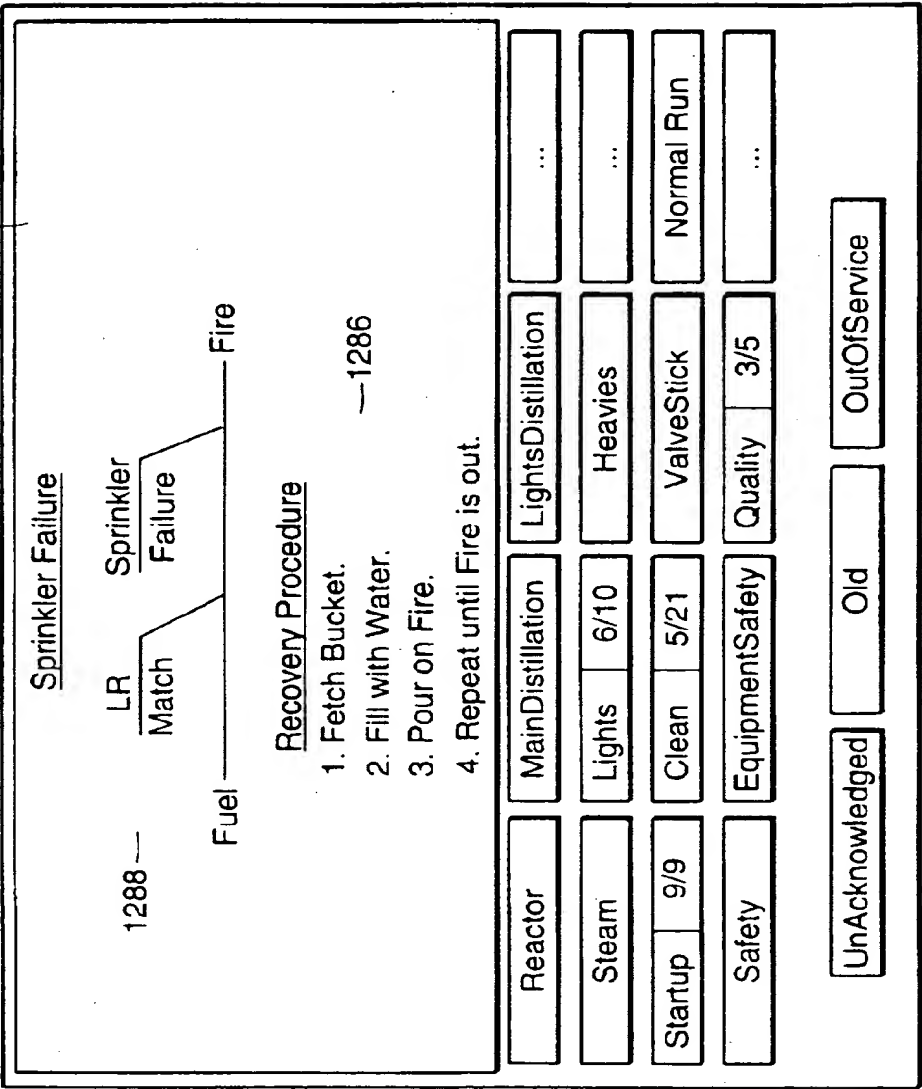 Sprinkler Failure
1288
LR
Match
Sprinkler
Failure
Fuel
Fire
Recovery Procedure
1. Fetch Bucket.
2. Fill with Water.
3. Pour on Fire.
4. Repeat until Fire is out.
1286
Reactor MainDistillation LightsDistillation ...
Steam Lights 6/10 Heavies ...
Startup 9/9 Clean 5/21 ValveStick Normal Run
Safety EquipmentSafety Quality 3/5 ...
UnAcknowledged Old OutOfService